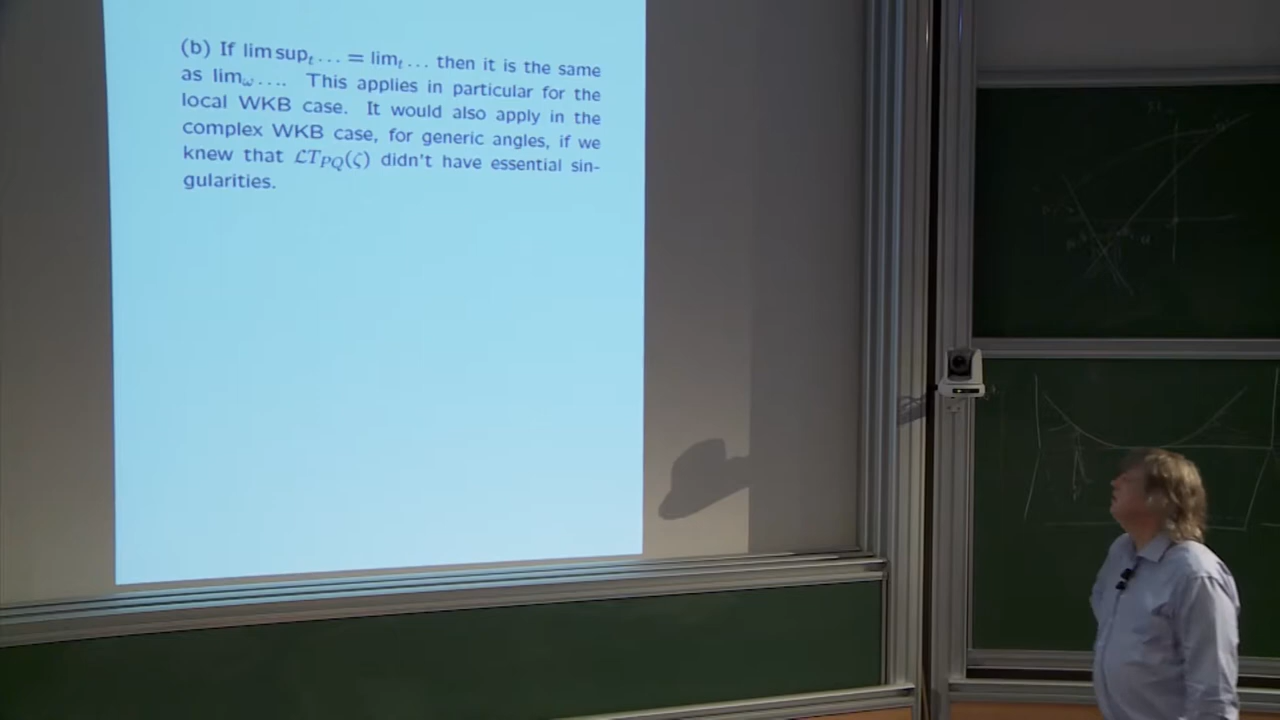 (b) If lim sup_t ... = lim_t ... then it is the same
as lim_ω .... This applies in particular for the
local WKB case. It would also apply in the
complex WKB case, for generic angles, if we
knew that ℒT_{PQ}(ζ) didn't have essential sin-
gularities.